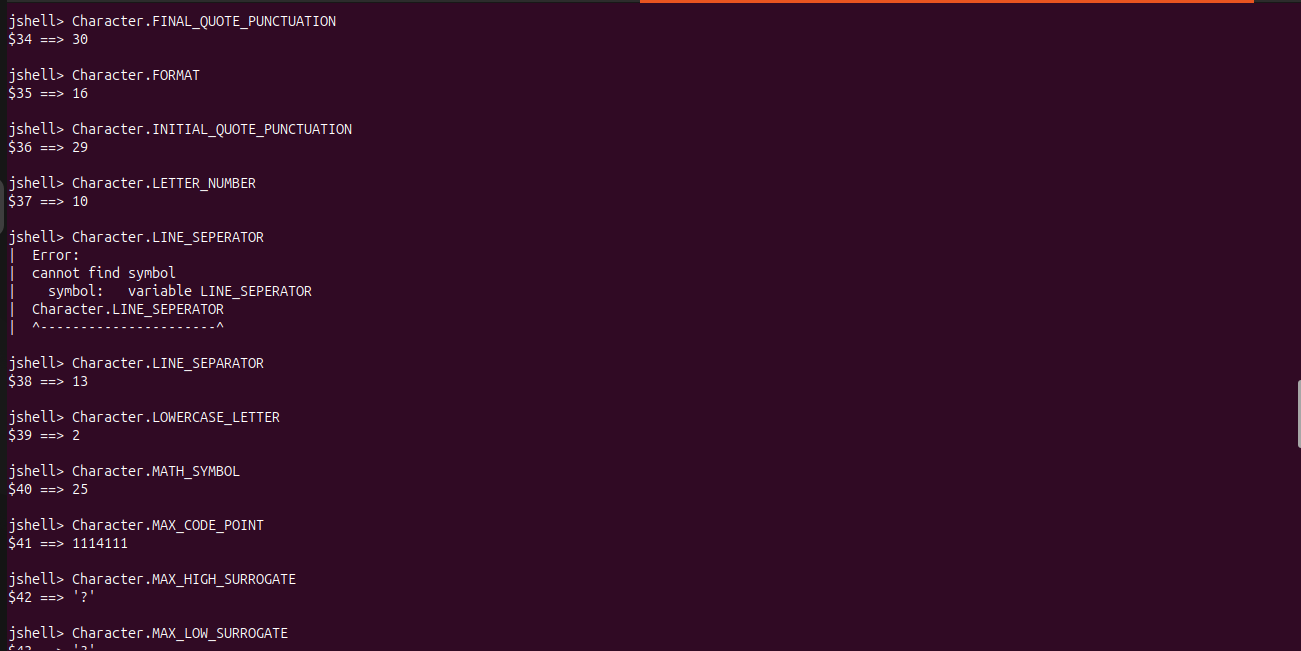 jshell> Character.FINAL_QUOTE_PUNCTUATION
$34 ==> 30
jshell> Character.FORMAT
$35 ==> 16
jshell> Character.INITIAL_QUOTE_PUNCTUATION
$36 ==> 29
jshell> Character.LETTER_NUMBER
$37 ==> 10
jshell> Character.LINE_SEPERATOR
|  Error:
|  cannot find symbol
|    symbol:   variable LINE_SEPERATOR
|  Character.LINE_SEPERATOR
|  ^----------------------^
jshell> Character.LINE_SEPARATOR
$38 ==> 13
jshell> Character.LOWERCASE_LETTER
$39 ==> 2
jshell> Character.MATH_SYMBOL
$40 ==> 25
jshell> Character.MAX_CODE_POINT
$41 ==> 1114111
jshell> Character.MAX_HIGH_SURROGATE
$42 ==> '?'
jshell> Character.MAX_LOW_SURROGATE
$43 ==> '?'